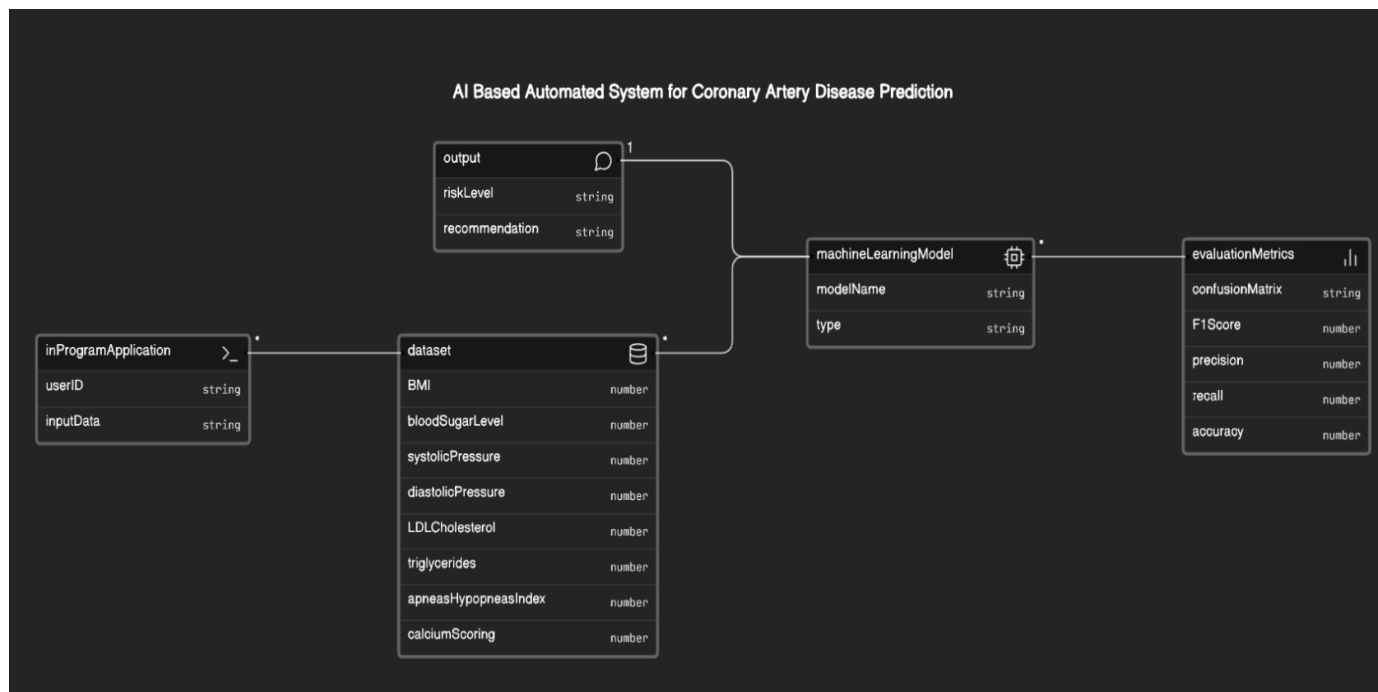 AI Based Automated System for Coronary Artery Disease Prediction
output
1
riskLevel string
recommendation string
machineLearningModel
*
modelName string
type string
evaluationMetrics
confusionMatrix string
F1Score number
precision number
recall number
accuracy number
inProgramApplication
*
userID string
inputData string
dataset
*
BMI number
bloodSugarLevel number
systolicPressure number
diastolicPressure number
LDLCholesterol number
triglycerides number
apneasHypopneasIndex number
calciumScoring number